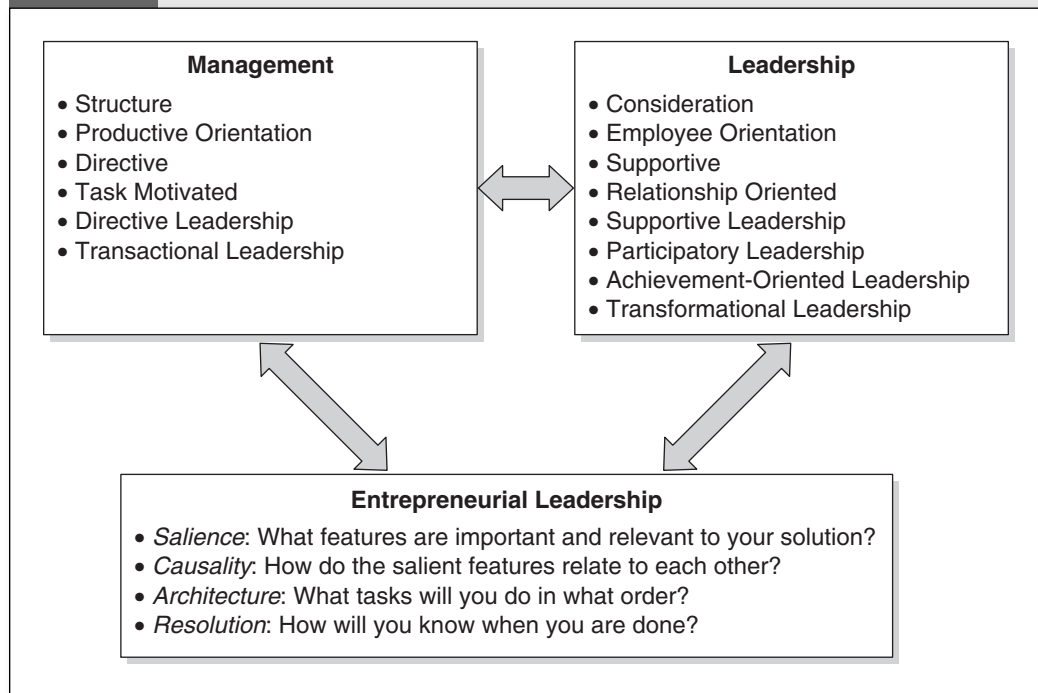 Management
• Structure
• Productive Orientation
• Directive
• Task Motivated
• Directive Leadership
• Transactional Leadership
Leadership
• Consideration
• Employee Orientation
• Supportive
• Relationship Oriented
• Supportive Leadership
• Participatory Leadership
• Achievement-Oriented Leadership
• Transformational Leadership
Entrepreneurial Leadership
• Salience: What features are important and relevant to your solution?
• Causality: How do the salient features relate to each other?
• Architecture: What tasks will you do in what order?
• Resolution: How will you know when you are done?